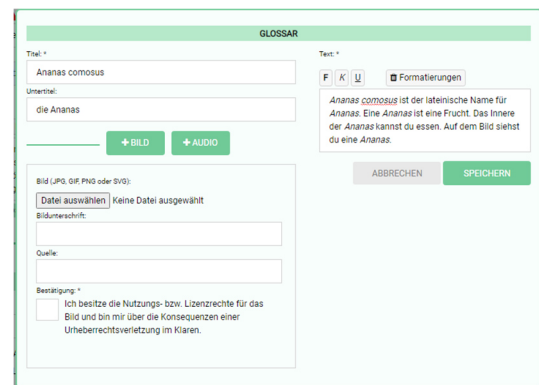 GLOSSAR
Titel: *
Ananas comosus
Untertitel:
die Ananas
+ BILD
+ AUDIO
Bild (JPG, GIF, PNG oder SVG):
Datei auswählen Keine Datei ausgewählt
Bildunterschrift:
Quelle:
Bestätigung: *
Ich besitze die Nutzungs- bzw. Lizenzrechte für das
Bild und bin mir über die Konsequenzen einer
Urheberrechtsverletzung im Klaren.
Text: *
F K U Formatierungen
Ananas comosus ist der lateinische Name für
Ananas. Eine Ananas ist eine Frucht. Das Innere
der Ananas kannst du essen. Auf dem Bild siehst
du eine Ananas.
ABBRECHEN
SPEICHERN